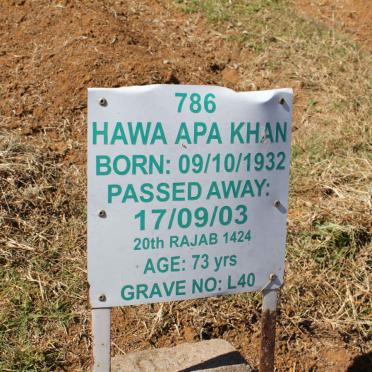 786
HAWA APA KHAN
BORN: 09/10/1932
PASSED AWAY:
17/09/03
20th RAJAB 1424
AGE: 73 yrs
GRAVE NO: L40